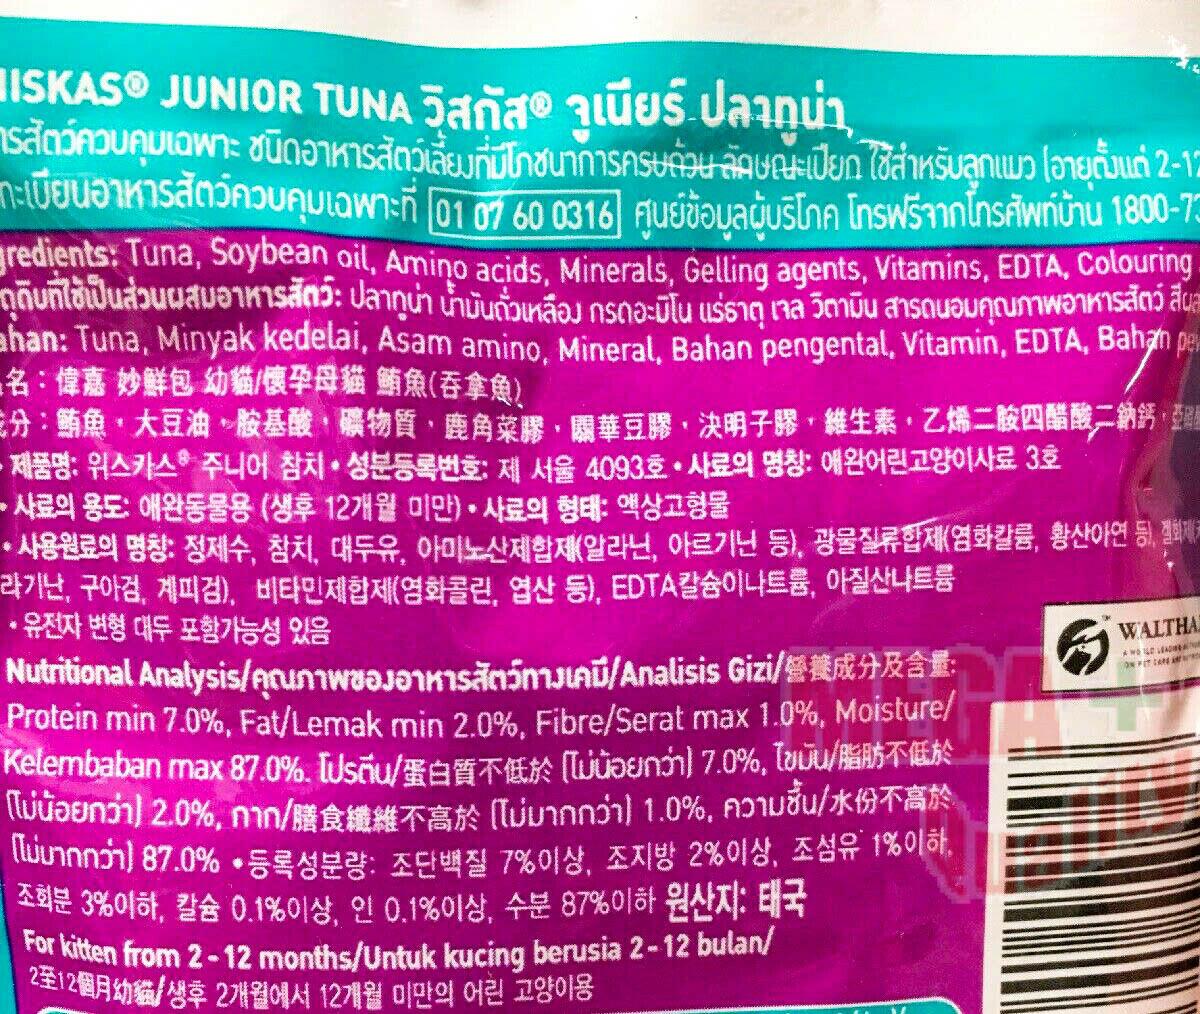 IISKAS® JUNIOR TUNA วิสกัส® จูเนียร์ ปลาทูน่า
ารสัตว์ควบคุมเฉพาะ ชนิดอาหารสัตว์เลี้ยงที่มีโภชนาการครบถ้วน ลักษณะเปียก ใช้สำหรับลูกแมว (อายุตั้งแต่ 2-1
ทะเบียนอาหารสัตว์ควบคุมเฉพาะที่ 01 07 60 0316 ศูนย์ข้อมูลผู้บริโภค โทรฟรีจากโทรศัพท์บ้าน 1800-7
gredients: Tuna, Soybean oil, Amino acids, Minerals, Gelling agents, Vitamins, EDTA, Colouring
ตถุดิบที่ใช้เป็นส่วนผสมอาหารสัตว์: ปลาทูน่า น้ำมันถั่วเหลือง กรดอะมิโน แร่ธาตุ เจล วิตามิน สารถนอมคุณภาพอาหารสัตว์
ahan: Tuna, Minyak kedelai, Asam amino, Mineral, Bahan pengental, Vitamin, EDTA, Bahan
名：偉嘉 妙鮮包 幼貓/懷孕母貓 鮪魚(吞拿魚)
成分：鮪魚，大豆油，胺基酸，礦物質，鹿角菜膠，關華豆膠，決明子膠，維生素，乙烯二胺四醋酸二鈉鈣，
• 제품명: 위스카스® 주니어 참치 • 성분등록번호: 제 서울 4093호 • 사료의 명칭: 애완어린고양이사료 3호
• 사료의 용도: 애완동물용 (생후 12개월 미만) • 사료의 형태: 액상고형물
• 사용원료의 명칭: 정제수, 참치, 대두유, 아미노산제합제(알라닌, 아르기닌 등), 광물질류합제(염화칼륨, 황산아연 등),
라기난, 구아검, 계피검), 비타민제합제(염화콜린, 엽산 등), EDTA칼슘이나트륨, 아질산나트륨
• 유전자 변형 대두 포함가능성 있음
WALTHA
A WORLD LEADING
ON PET CARE AND
Nutritional Analysis/คุณภาพของอาหารสัตว์ทางเคมี/Analisis Gizi/營養成分及含量:
Protein min 7.0%, Fat/Lemak min 2.0%, Fibre/Serat max 1.0%, Moisture/
Kelembaban max 87.0%. โปรตีน/蛋白質不低於 (ไม่น้อยกว่า) 7.0%, ไขมัน/脂肪不低於
(ไม่น้อยกว่า) 2.0%, กาก/膳食纖維不高於 (ไม่มากกว่า) 1.0%, ความชื้น/水份不高於
(ไม่มากกว่า) 87.0% •등록성분량: 조단백질 7%이상, 조지방 2%이상, 조섬유 1%이하,
조회분 3%이하, 칼슘 0.1%이상, 인 0.1%이상, 수분 87%이하 원산지: 태국
For kitten from 2-12 months/Untuk kucing berusia 2-12 bulan/
2至12個月幼貓/생후 2개월에서 12개월 미만의 어린 고양이용
MEGA+
Quality